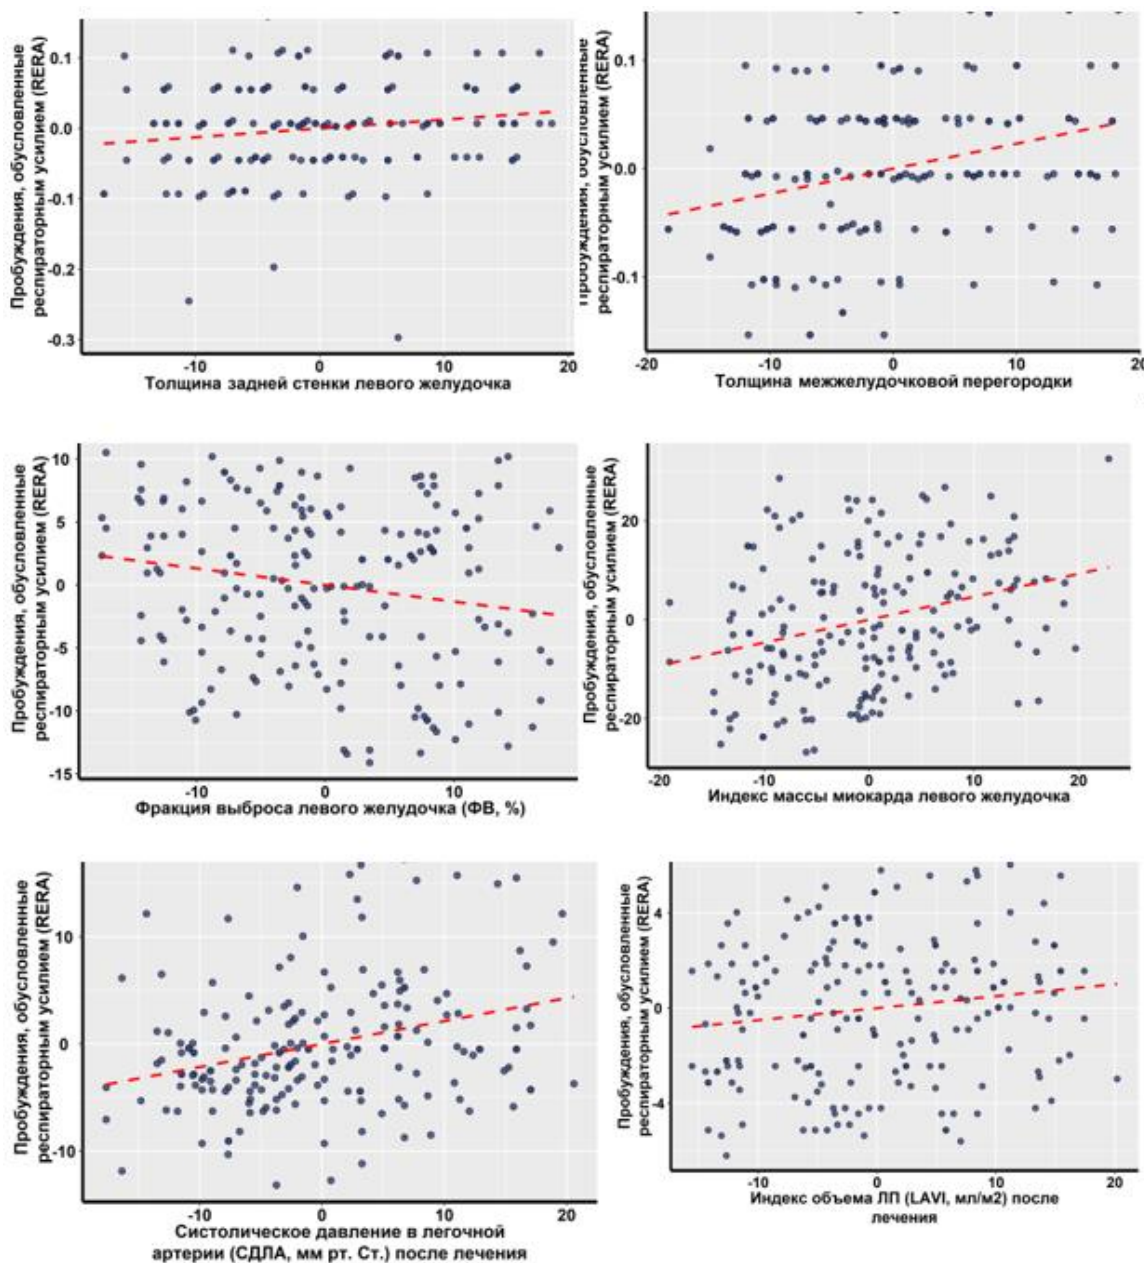 Пробуждения, обусловленные
респираторным усилием (RERA)
0.1
0.0
-0.1
-0.2
-0.3
-10
0
10
20
Толщина задней стенки левого желудочка
Пробуждения, обусловленные
респираторным усилием (RERA)
0.1
0.0
-0.1
-20
-10
0
10
20
Толщина межжелудочковой перегородки
Пробуждения, обусловленные
респираторным усилием (RERA)
10
5
0
-5
-10
-15
-10
0
10
Фракция выброса левого желудочка (ФВ, %)
Пробуждения, обусловленные
респираторным усилием (RERA)
20
0
-20
-20
-10
0
10
20
Индекс массы миокарда левого желудочка
Пробуждения, обусловленные
респираторным усилием (RERA)
10
0
-10
-10
0
10
20
Систолическое давление в легочной
артерии (СДЛА, мм рт. Ст.) после лечения
Пробуждения, обусловленные
респираторным усилием (RERA)
4
0
-4
-10
0
10
20
Индекс объема ЛП (LAVI, мл/м2) после
лечения